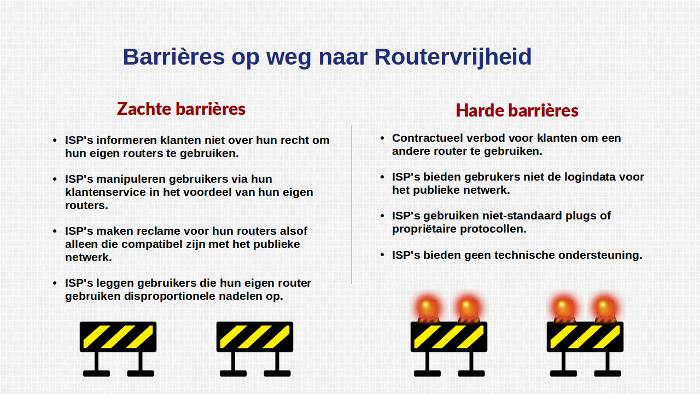 Barrières op weg naar Routervrijheid
Zachte barrières
• ISP's informeren klanten niet over hun recht om
hun eigen routers te gebruiken.
• ISP's manipuleren gebruikers via hun
klantenservice in het voordeel van hun eigen
routers.
• ISP's maken reclame voor hun routers alsof
alleen die compatibel zijn met het publieke
netwerk.
• ISP's leggen gebruikers die hun eigen router
gebruiken disproportionele nadelen op.
Harde barrières
• Contractueel verbod voor klanten om een
andere router te gebruiken.
• ISP's bieden gebrukers niet de logindata voor
het publieke netwerk.
• ISP's gebruiken niet-standaard plugs of
propriëtaire protocollen.
• ISP's bieden geen technische ondersteuning.